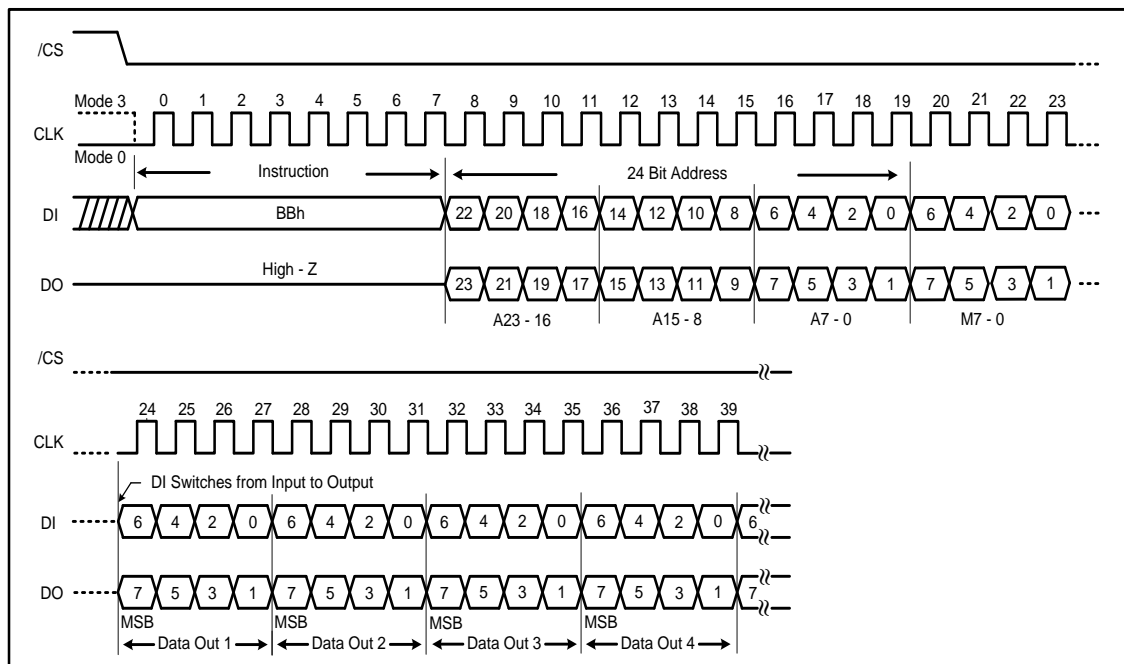 /CS
Mode 3 0 1 2 3 4 5 6 7 8 9 10 11 12 13 14 15 16 17 18 19 20 21 22 23
CLK
Mode 0
Instruction 24 Bit Address
DI BBh 22 20 18 16 14 12 10 8 6 4 2 0 6 4 2 0
High - Z
DO 23 21 19 17 15 13 11 9 7 5 3 1 7 5 3 1
A23 - 16 A15 - 8 A7 - 0 M7 - 0
/CS
24 25 26 27 28 29 30 31 32 33 34 35 36 37 38 39
CLK
DI Switches from Input to Output
DI 6 4 2 0 6 4 2 0 6 4 2 0 6 4 2 0 6
DO 7 5 3 1 7 5 3 1 7 5 3 1 7 5 3 1 7
MSB MSB MSB MSB
Data Out 1 Data Out 2 Data Out 3 Data Out 4